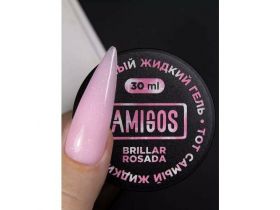 ЫЙ ЖИДКИЙ ГЕЛЬ • ТОТ САМЫЙ ЖИДКИ
30 ml
AMIGOS
BRILLAR
ROSADA